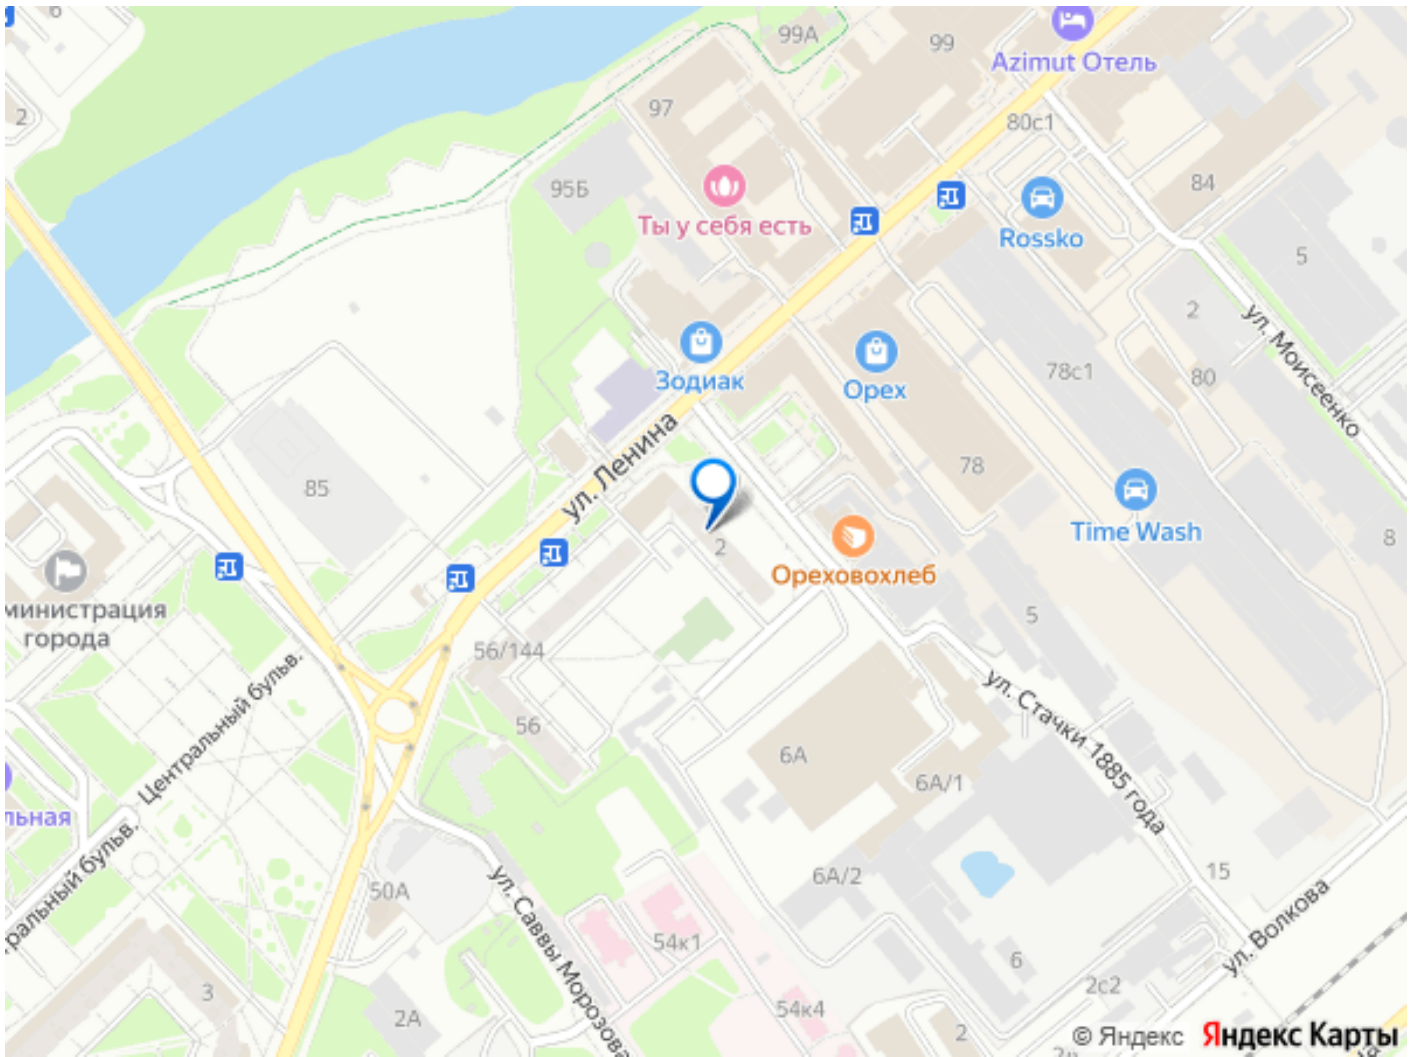 6
99А
99
Azimut Отель
2
97
80с1
95Б
84
Ты у себя есть
Rossko
5
2
ул. Моисеенко
Зодиак
Орех
78с1
80
ул. Ленина
85
78
Time Wash
8
2
Ореховохлеб
министрация
города
5
56/144
Центральный бульв.
56
ул. Стачки 1885 года
6А
6А/1
льная
ральный бульв.
50А
6А/2
15
ул. Саввы Морозова
54к1
ул. Волкова
3
6
2с2
2А
54к4
2
© Яндекс Яндекс Карты